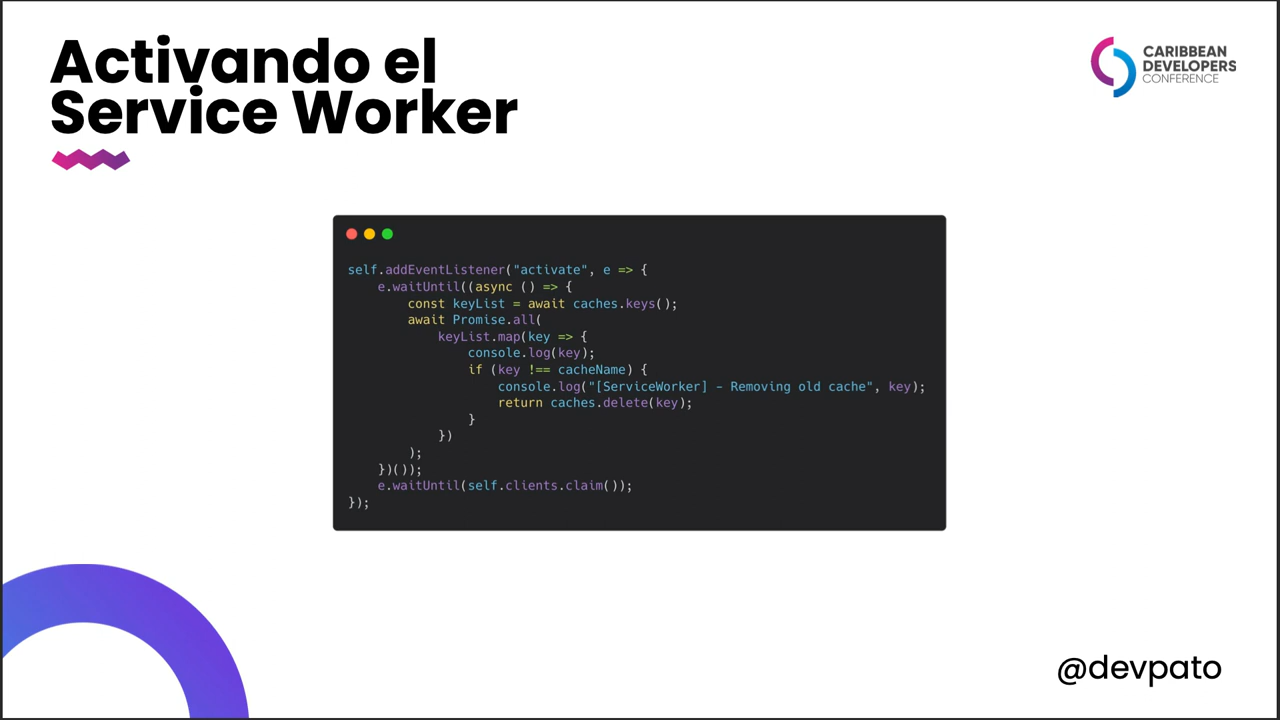 Activando el
Service Worker
CARIBBEAN
DEVELOPERS
CONFERENCE
self.addEventListener("activate", e => {
    e.waitUntil((async () => {
        const keyList = await caches.keys();
        await Promise.all(
            keyList.map(key => {
                console.log(key);
                if (key !== cacheName) {
                    console.log("[ServiceWorker] - Removing old cache", key);
                    return caches.delete(key);
                }
            })
        );
    })());
    e.waitUntil(self.clients.claim());
});
@devpato